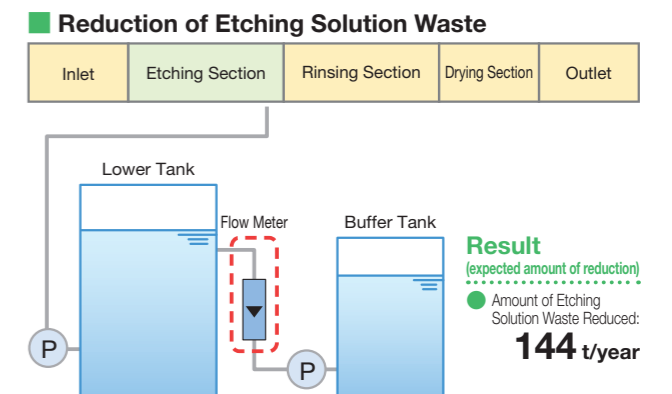 Reduction of Etching Solution Waste
Inlet
Etching Section
Rinsing Section
Drying Section
Outlet
Lower Tank
Flow Meter
Buffer Tank
Result
(expected amount of reduction)
Amount of Etching
Solution Waste Reduced:
144 t/year
P
P